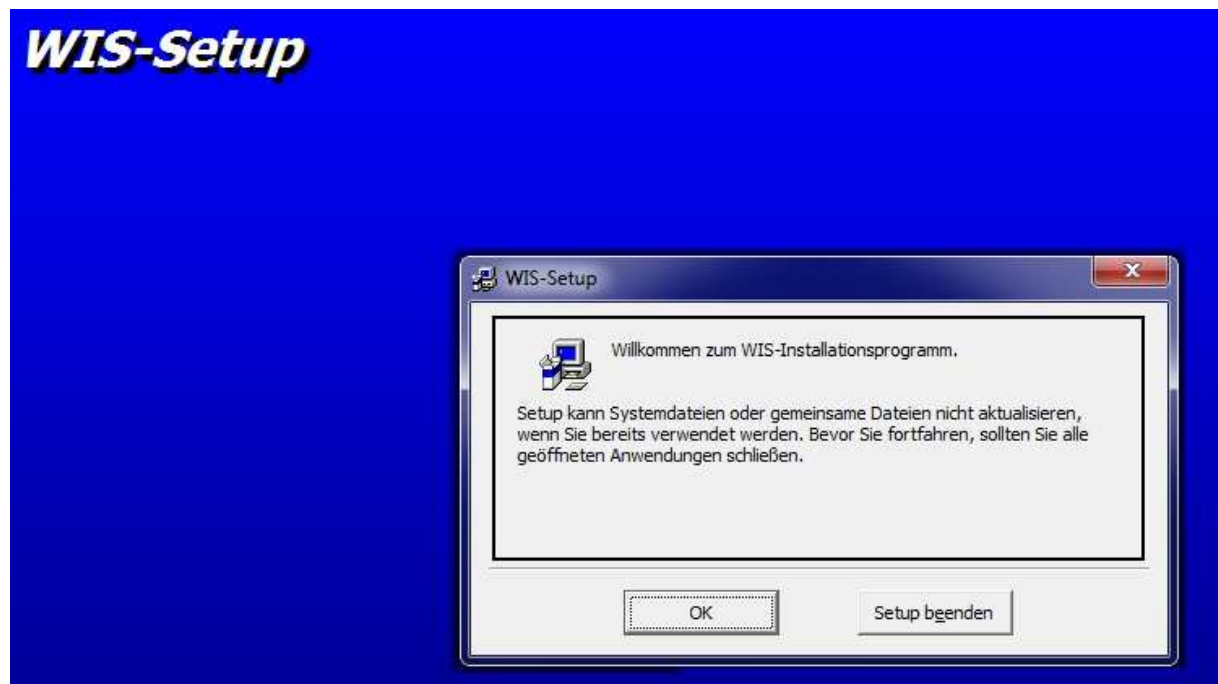 WIS-Setup
WIS-Setup
Willkommen zum WIS-Installationsprogramm.
Setup kann Systemdateien oder gemeinsame Dateien nicht aktualisieren,
wenn Sie bereits verwendet werden. Bevor Sie fortfahren, sollten Sie alle
geöffneten Anwendungen schließen.
OK
Setup beenden